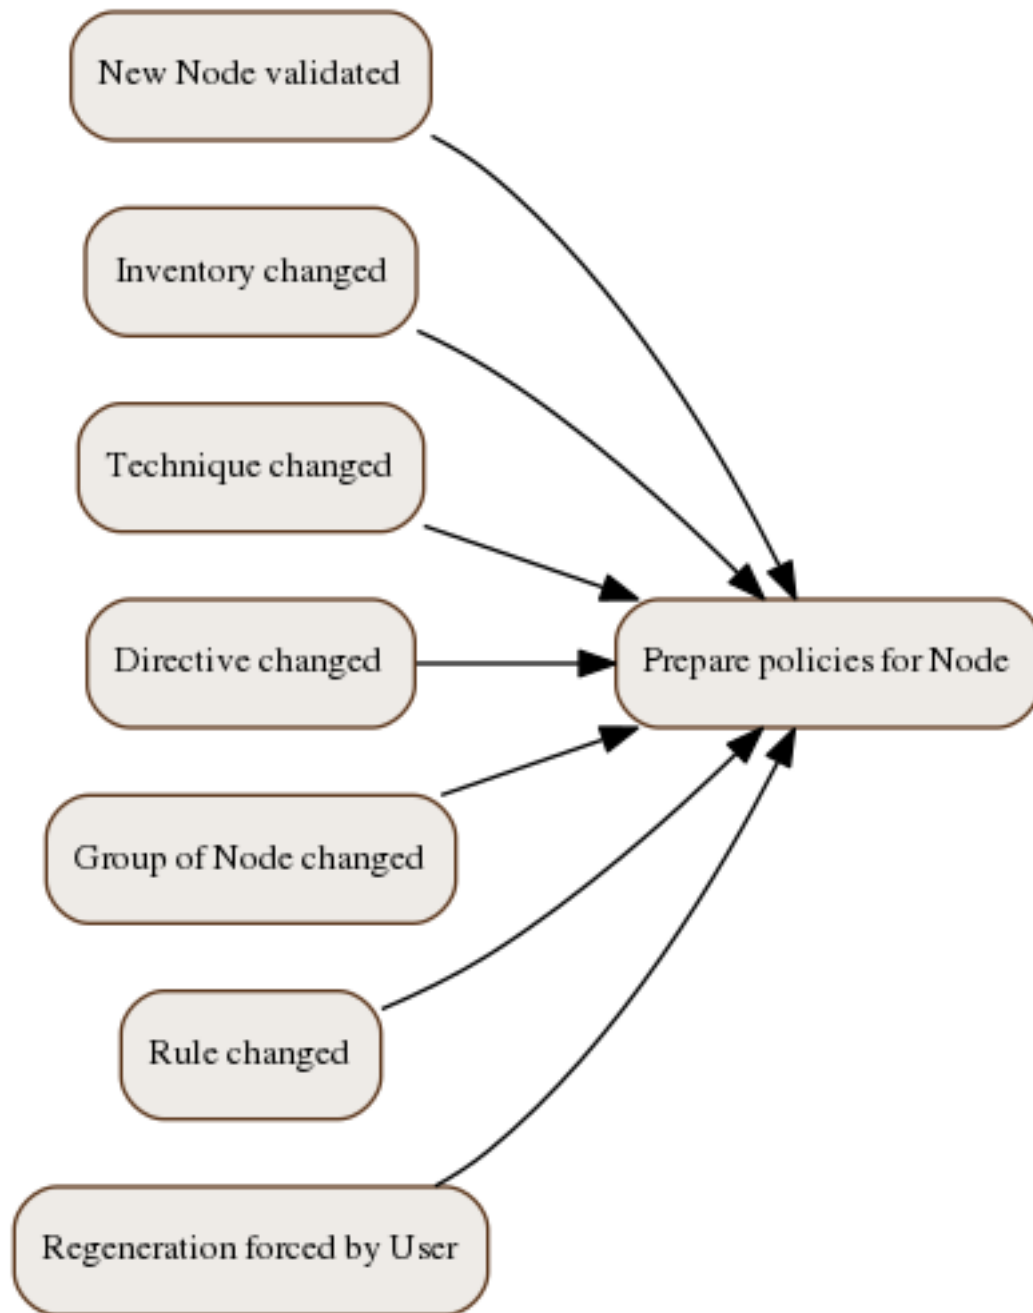 New Node validated
Inventory changed
Technique changed
Directive changed
Prepare policies for Node
Group of Node changed
Rule changed
Regeneration forced by User